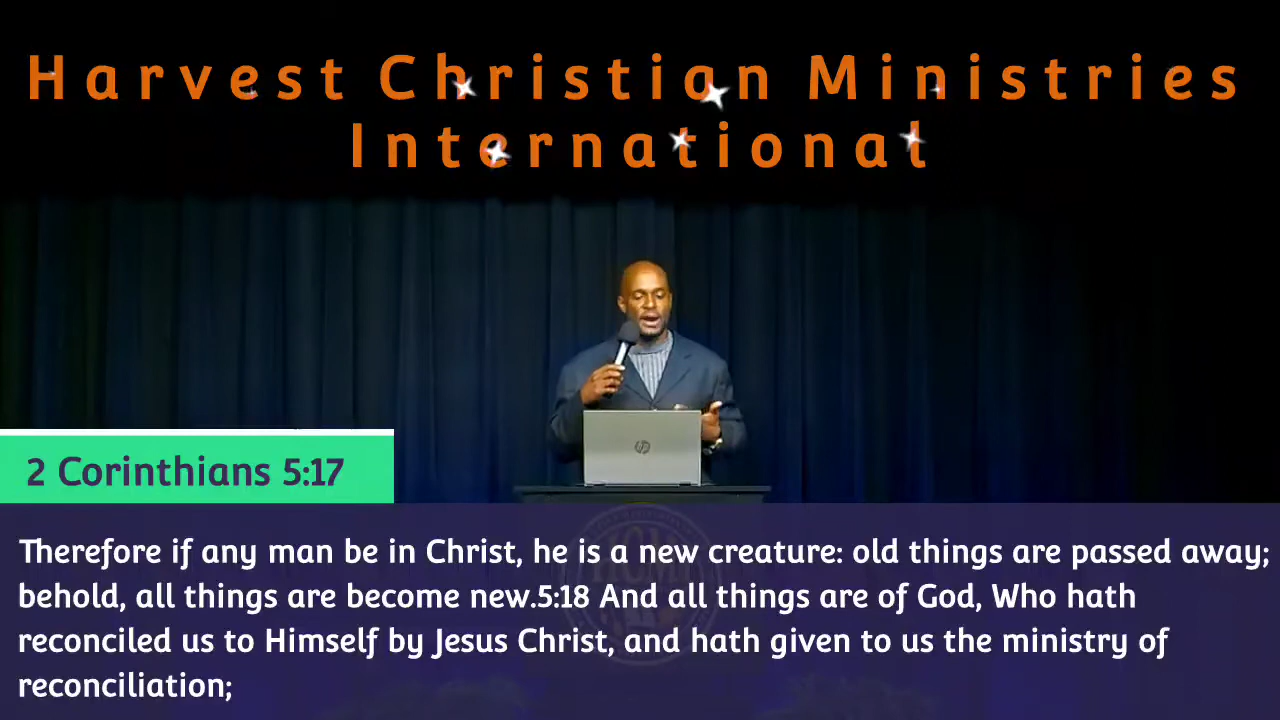 Harvest Christian Ministries
International
hp
2 Corinthians 5:17
HCMI
Therefore if any man be in Christ, he is a new creature: old things are passed away;
behold, all things are become new.5:18 And all things are of God, Who hath
reconciled us to Himself by Jesus Christ, and hath given to us the ministry of
reconciliation;